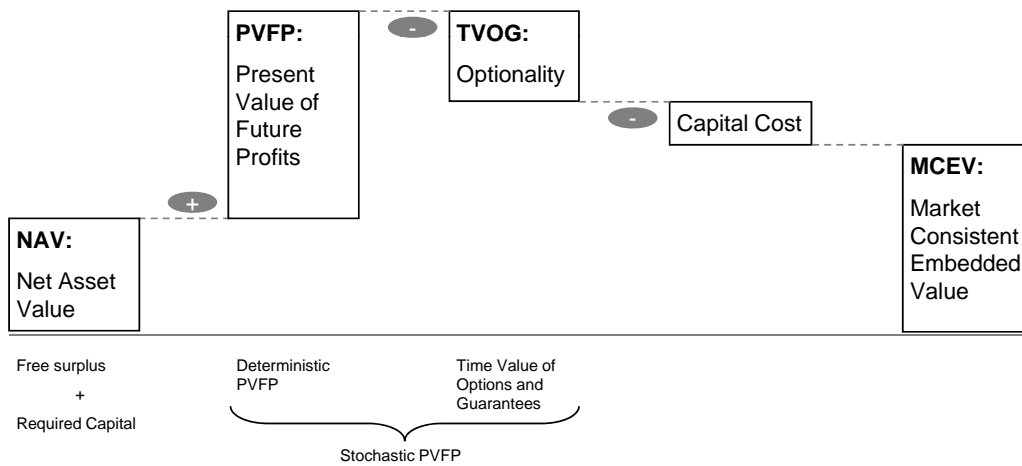 PVFP:
Present
Value of
Future
Profits
-
TVOG:
Optionality
-
Capital Cost
MCEV:
Market
Consistent
Embedded
Value
+
NAV:
Net Asset
Value
Free surplus
+
Required Capital
Deterministic
PVFP
Time Value of
Options and
Guarantees
Stochastic PVFP